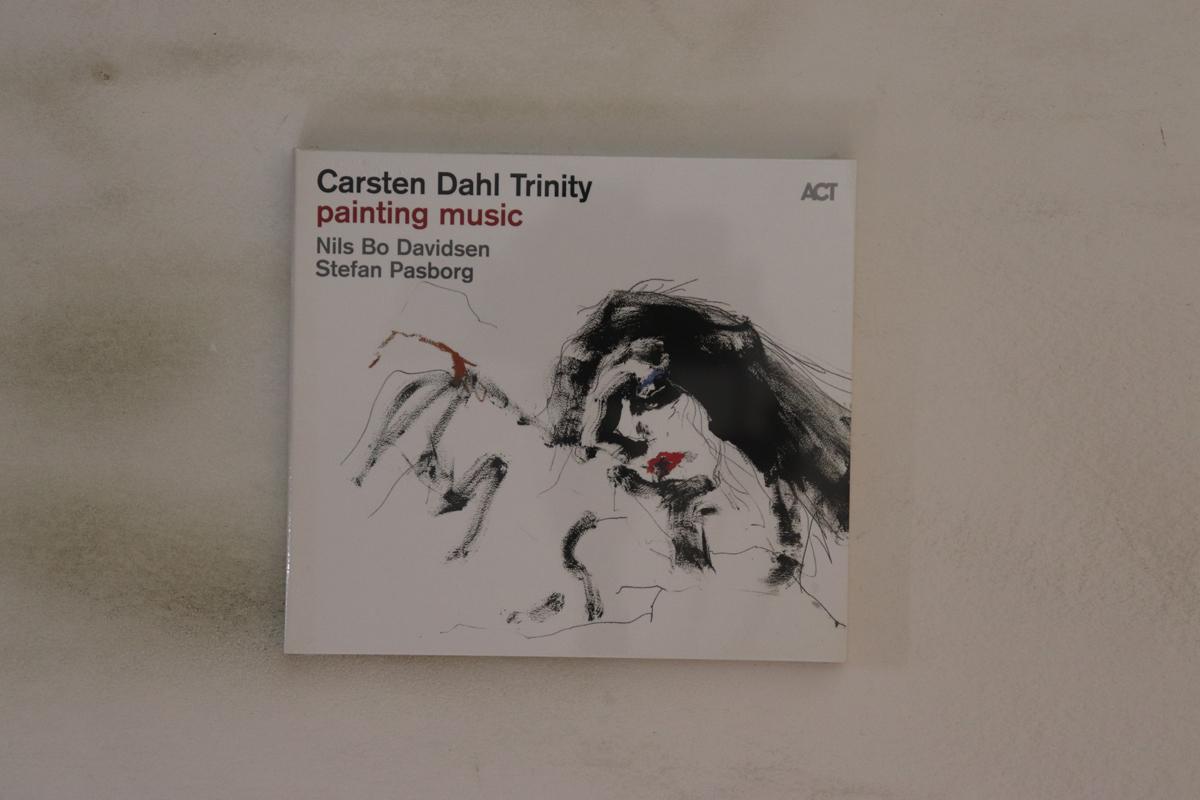 Carsten Dahl Trinity
painting music
Nils Bo Davidsen
Stefan Pasborg
ACT